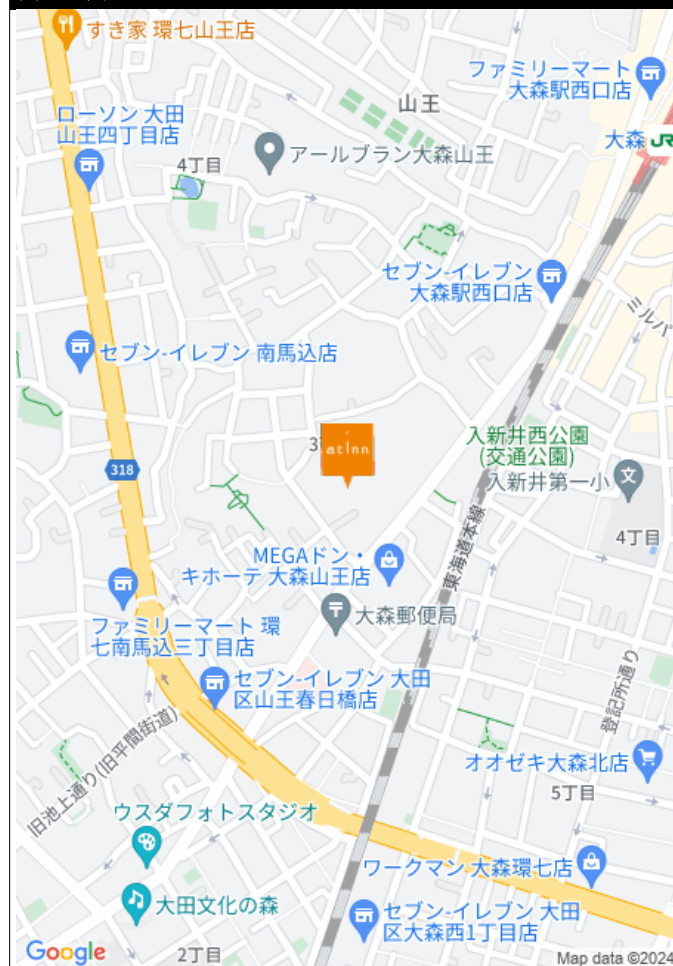 すき家 環七山王店
ファミリーマート
大森駅西口店
山王
ローソン 大田
山王四丁目店
大森 JR
アールブラン大森山王
4丁目
セブン-イレブン
大森駅西口店
ミルパ
セブン-イレブン 南馬込店
atInn
入新井西公園
(交通公園)
318
入新井第一小
4丁目
東海道本線
MEGAドン・
キホーテ 大森山王店
大森郵便局
ファミリーマート 環
七南馬込三丁目店
セブン-イレブン 大田
区山王春日橋店
登記所通り
旧池上通り(旧平間街道)
オオゼキ大森北店
5丁目
ウスダフォトスタジオ
ワークマン 大森環七店
大田文化の森
セブン-イレブン 大田
区大森西1丁目店
Google
2丁目
Map data ©2024